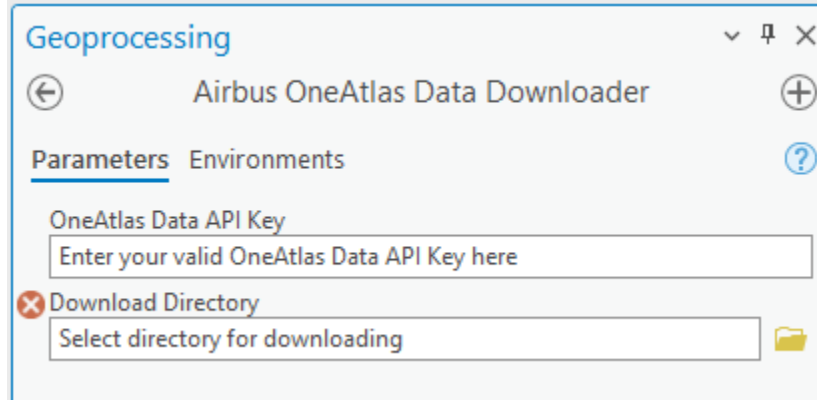 Geoprocessing
Airbus OneAtlas Data Downloader
Parameters Environments
OneAtlas Data API Key
Enter your valid OneAtlas Data API Key here
Download Directory
Select directory for downloading